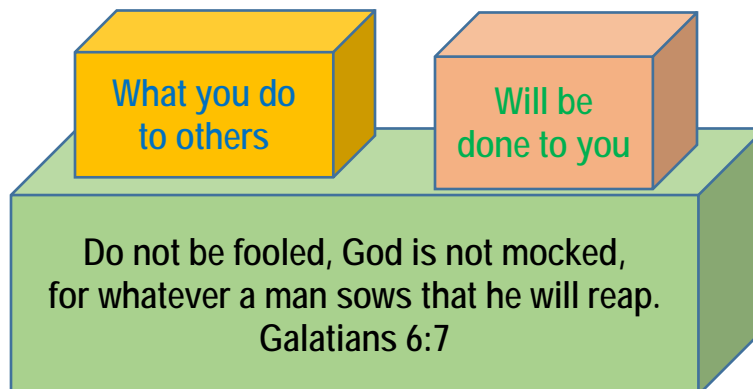 What you do
to others
Will be
done to you
Do not be fooled, God is not mocked,
for whatever a man sows that he will reap.
Galatians 6:7